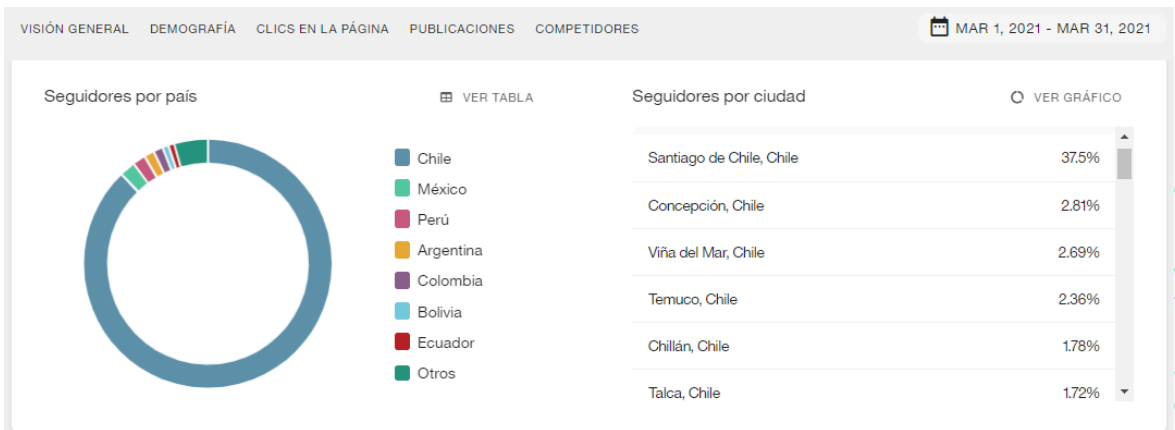 VISIÓN GENERAL DEMOGRAFÍA CLICS EN LA PÁGINA PUBLICACIONES COMPETIDORES MAR 1, 2021 - MAR 31, 2021
Seguidores por país VER TABLA
Chile
México
Perú
Argentina
Colombia
Bolivia
Ecuador
Otros
Seguidores por ciudad VER GRÁFICO
Santiago de Chile, Chile 37.5%
Concepción, Chile 2.81%
Viña del Mar, Chile 2.69%
Temuco, Chile 2.36%
Chillán, Chile 1.78%
Talca, Chile 1.72%